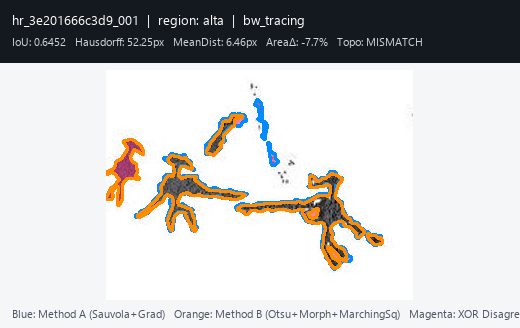 hr_3e201666c3d9_001 | region: alta | bw_tracing
IoU: 0.6452 Hausdorff: 52.25px MeanDist: 6.46px AreaΔ: -7.7% Topo: MISMATCH
Blue: Method A (Sauvola+Grad) Orange: Method B (Otsu+Morph+MarchingSq) Magenta: XOR Disagre